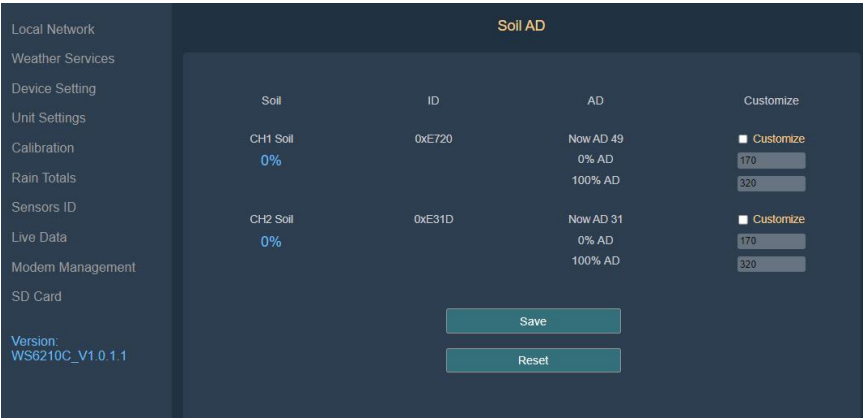 Soil AD
Local Network
Weather Services
Device Setting
Unit Settings
Calibration
Rain Totals
Sensors ID
Live Data
Modem Management
SD Card
Version:
WS6210C_V1.0.1.1
Soil ID AD Customize
CH1 Soil 0xE720 Now AD 49 Customize
0% 0% AD 170
100% AD 320
CH2 Soil 0xE31D Now AD 31 Customize
0% 0% AD 170
100% AD 320
Save
Reset